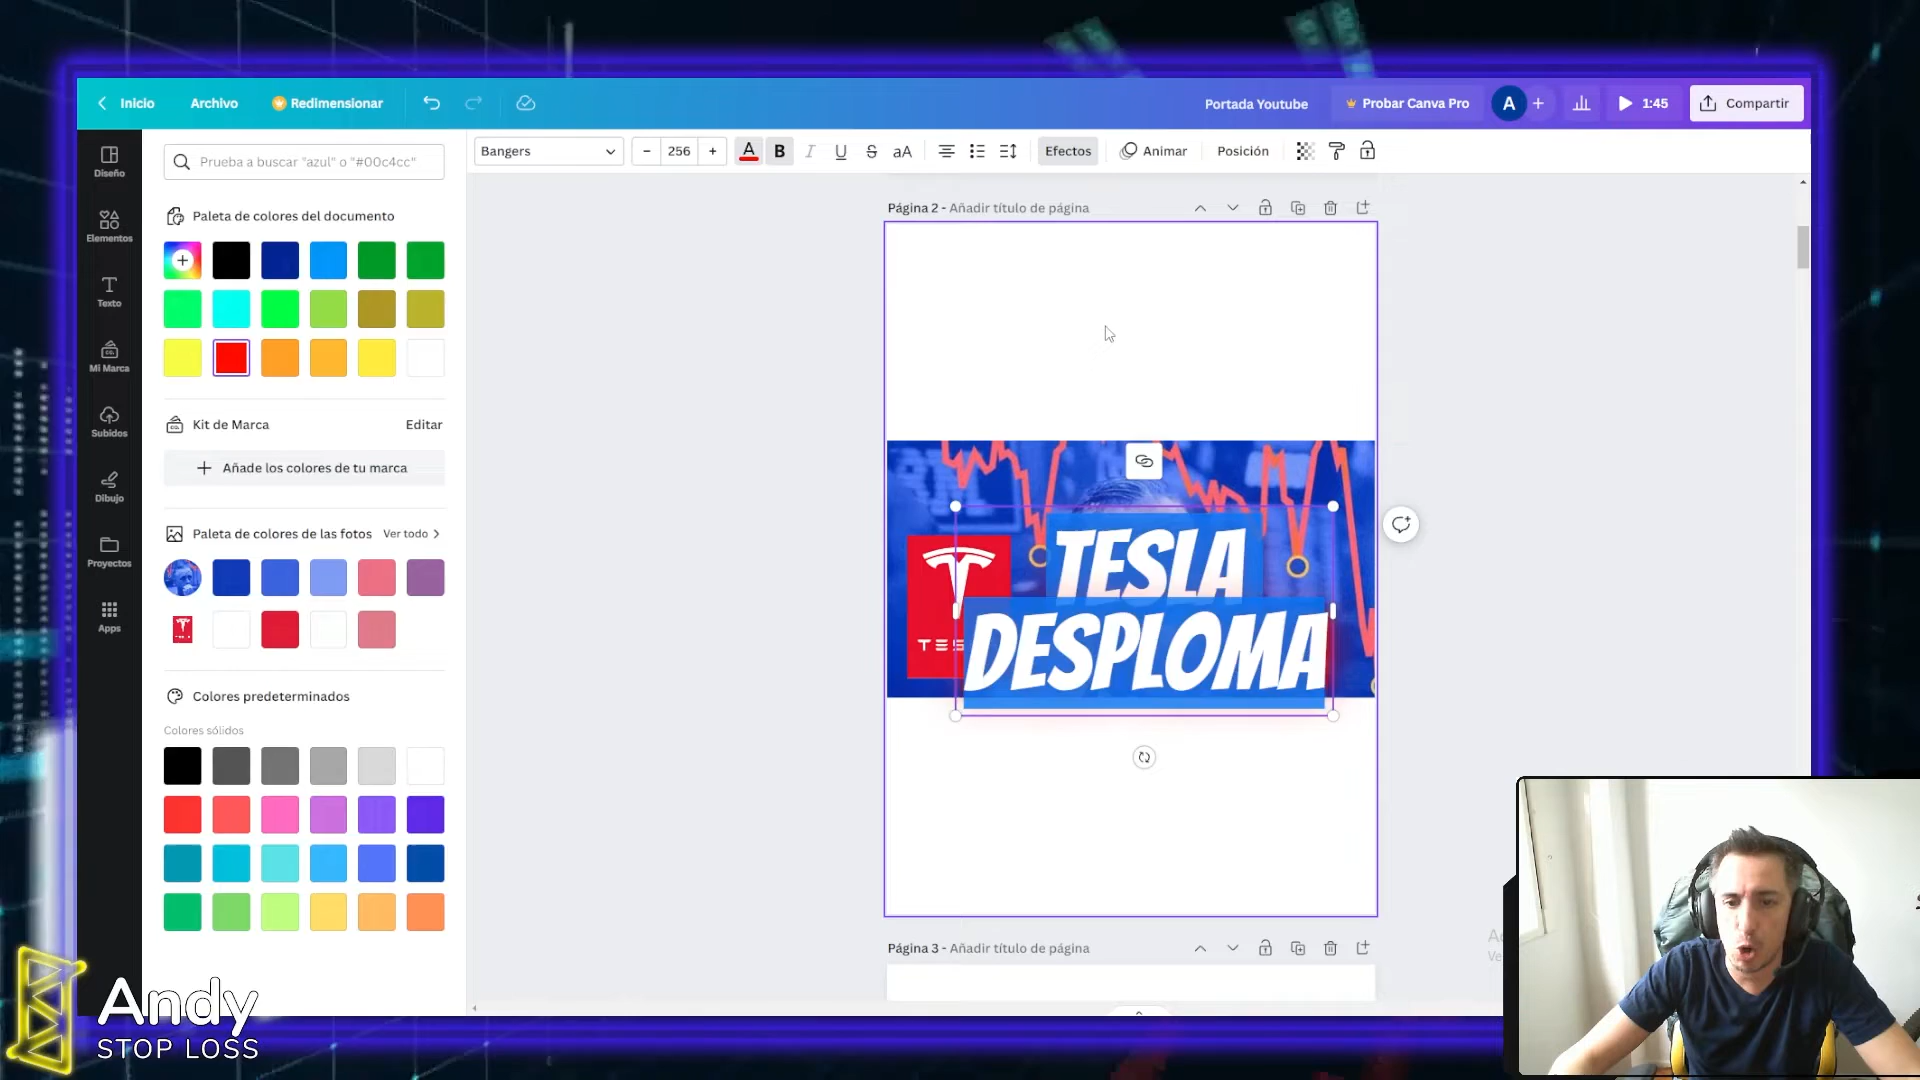 Inicio
Archivo
Redimensionar
Portada Youtube
Probar Canva Pro
A
1:45
Compartir
Prueba a buscar "azul" o "#00c4cc"
Bangers
256
A
B
I
U
S
aA
Efectos
Animar
Posición
Diseño
Elementos
Texto
Mi Marca
Subidos
Dibujo
Proyectos
Apps
Paleta de colores del documento
Kit de Marca
Editar
Añade los colores de tu marca
Paleta de colores de las fotos
Ver todo
Colores predeterminados
Colores sólidos
Página 2 - Añadir título de página
TESLA
DESPLOMA
Página 3 - Añadir título de página
Andy
STOP LOSS